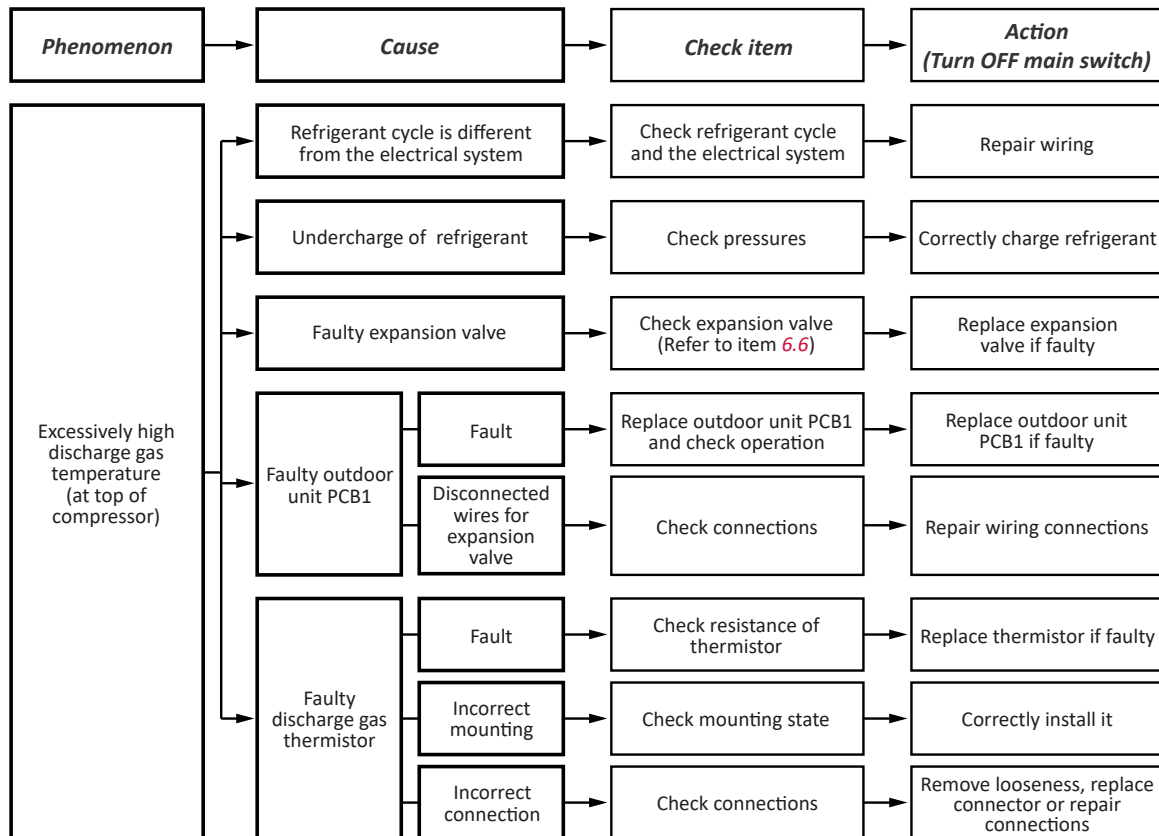 Phenomenon
Cause
Check item
Action
(Turn OFF main switch)
Excessively high
discharge gas
temperature
(at top of
compressor)
Refrigerant cycle is different
from the electrical system
Check refrigerant cycle
and the electrical system
Repair wiring
Undercharge of refrigerant
Check pressures
Correctly charge refrigerant
Faulty expansion valve
Check expansion valve
(Refer to item 6.6)
Replace expansion
valve if faulty
Faulty outdoor
unit PCB1
Fault
Replace outdoor unit PCB1
and check operation
Replace outdoor unit
PCB1 if faulty
Disconnected
wires for
expansion
valve
Check connections
Repair wiring connections
Faulty
discharge gas
thermistor
Fault
Check resistance of
thermistor
Replace thermistor if faulty
Incorrect
mounting
Check mounting state
Correctly install it
Incorrect
connection
Check connections
Remove looseness, replace
connector or repair
connections